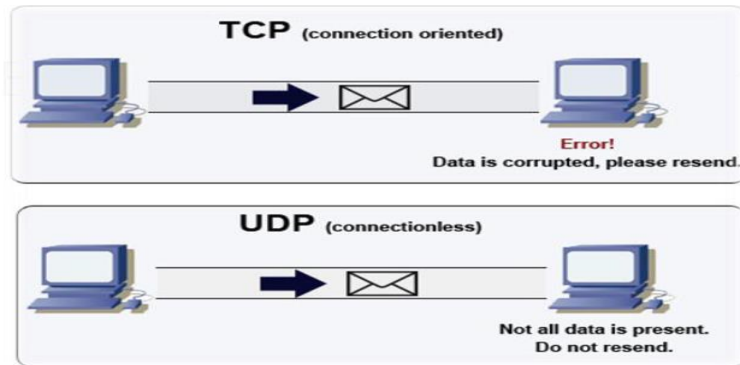 TCP (connection oriented)
Error!
Data is corrupted, please resend.
UDP (connectionless)
Not all data is present.
Do not resend.